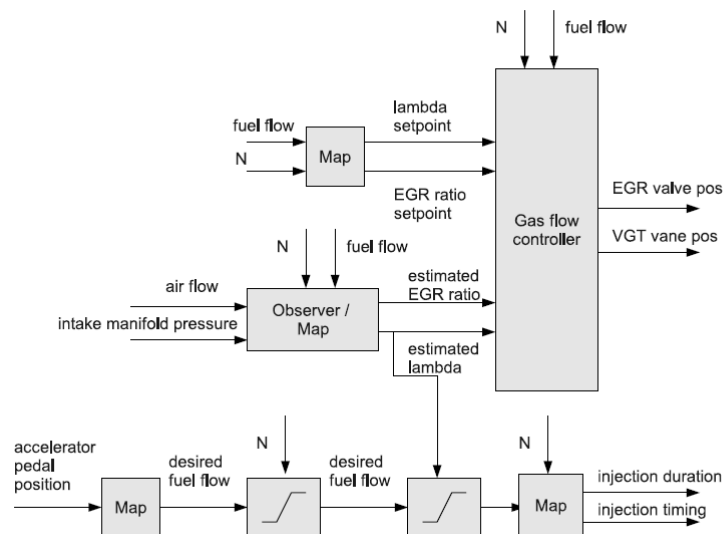 N
fuel flow
lambda
setpoint
fuel flow
N
Map
EGR ratio
setpoint
Gas flow
controller
EGR valve pos
VGT vane pos
N
fuel flow
air flow
intake manifold pressure
Observer /
Map
estimated
EGR ratio
estimated
lambda
accelerator
pedal
position
Map
desired
fuel flow
N
desired
fuel flow
N
Map
injection duration
injection timing